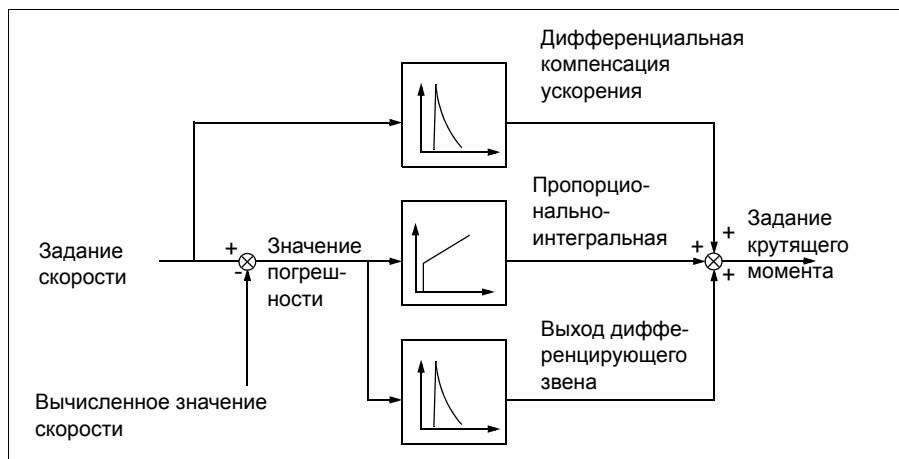 Дифференциальная
компенсация
ускорения
Пропорцио-
нально-
интегральная
Задание
скорости
+
-
Значение
погреш-
ности
+
+
+
Задание
крутящего
момента
Выход диффе-
ренцирующего
звена
Вычисленное значение
скорости